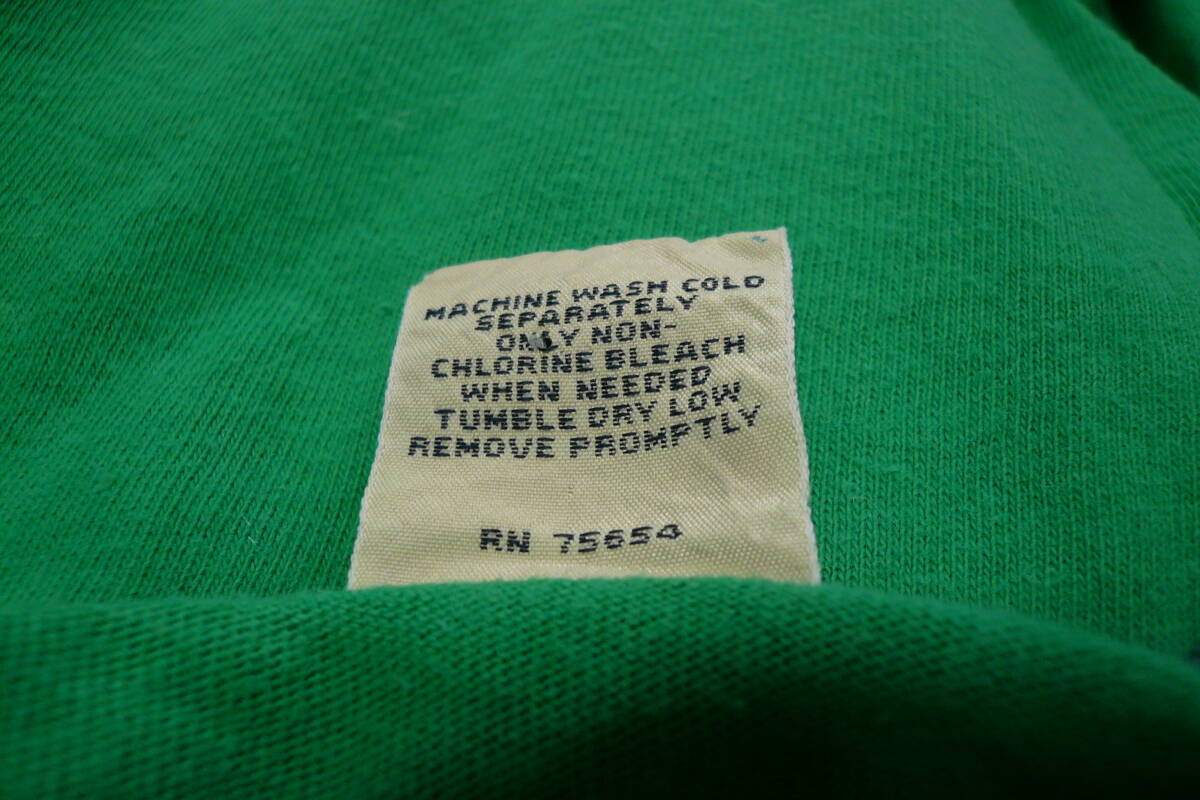 MACHINE WASH COLD
SEPARATELY
ONLY NON-
CHLORINE BLEACH
WHEN NEEDED
TUMBLE DRY LOW
REMOVE PROMPTLY
RN 75654